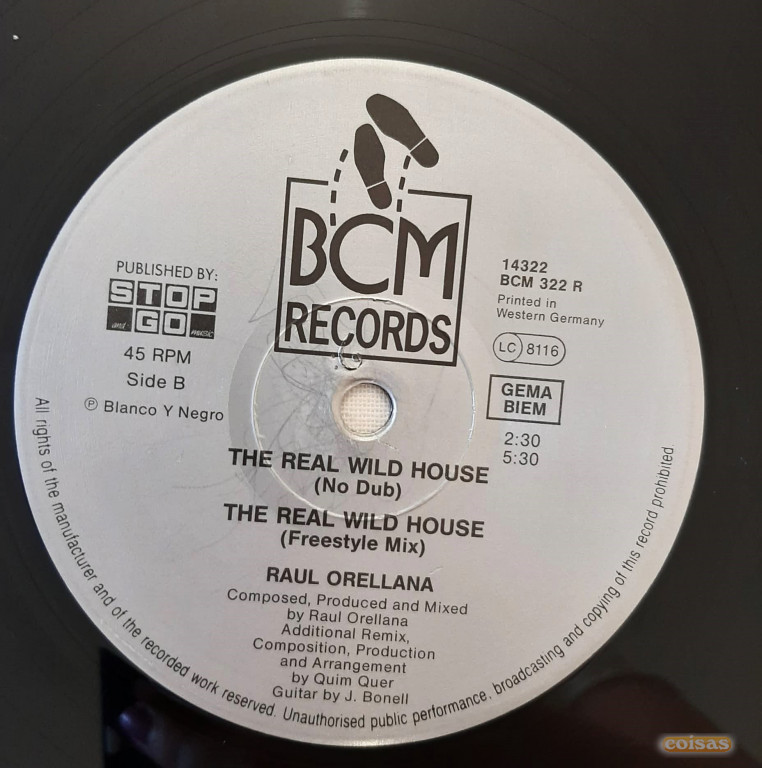 BCM
RECORDS
PUBLISHED BY:
STOP
and GO music
45 RPM
Side B
℗ Blanco Y Negro
14322
BCM 322 R
Printed in
Western Germany
LC 8116
GEMA
BIEM
2:30
5:30
THE REAL WILD HOUSE
(No Dub)
THE REAL WILD HOUSE
(Freestyle Mix)
RAUL ORELLANA
Composed, Produced and Mixed
by Raul Orellana
Additional Remix,
Composition, Production
and Arrangement
by Quim Quer
Guitar by J. Bonell
All rights of the manufacturer and of the recorded work reserved. Unauthorised public performance, broadcasting and copying of this record prohibited
coisas